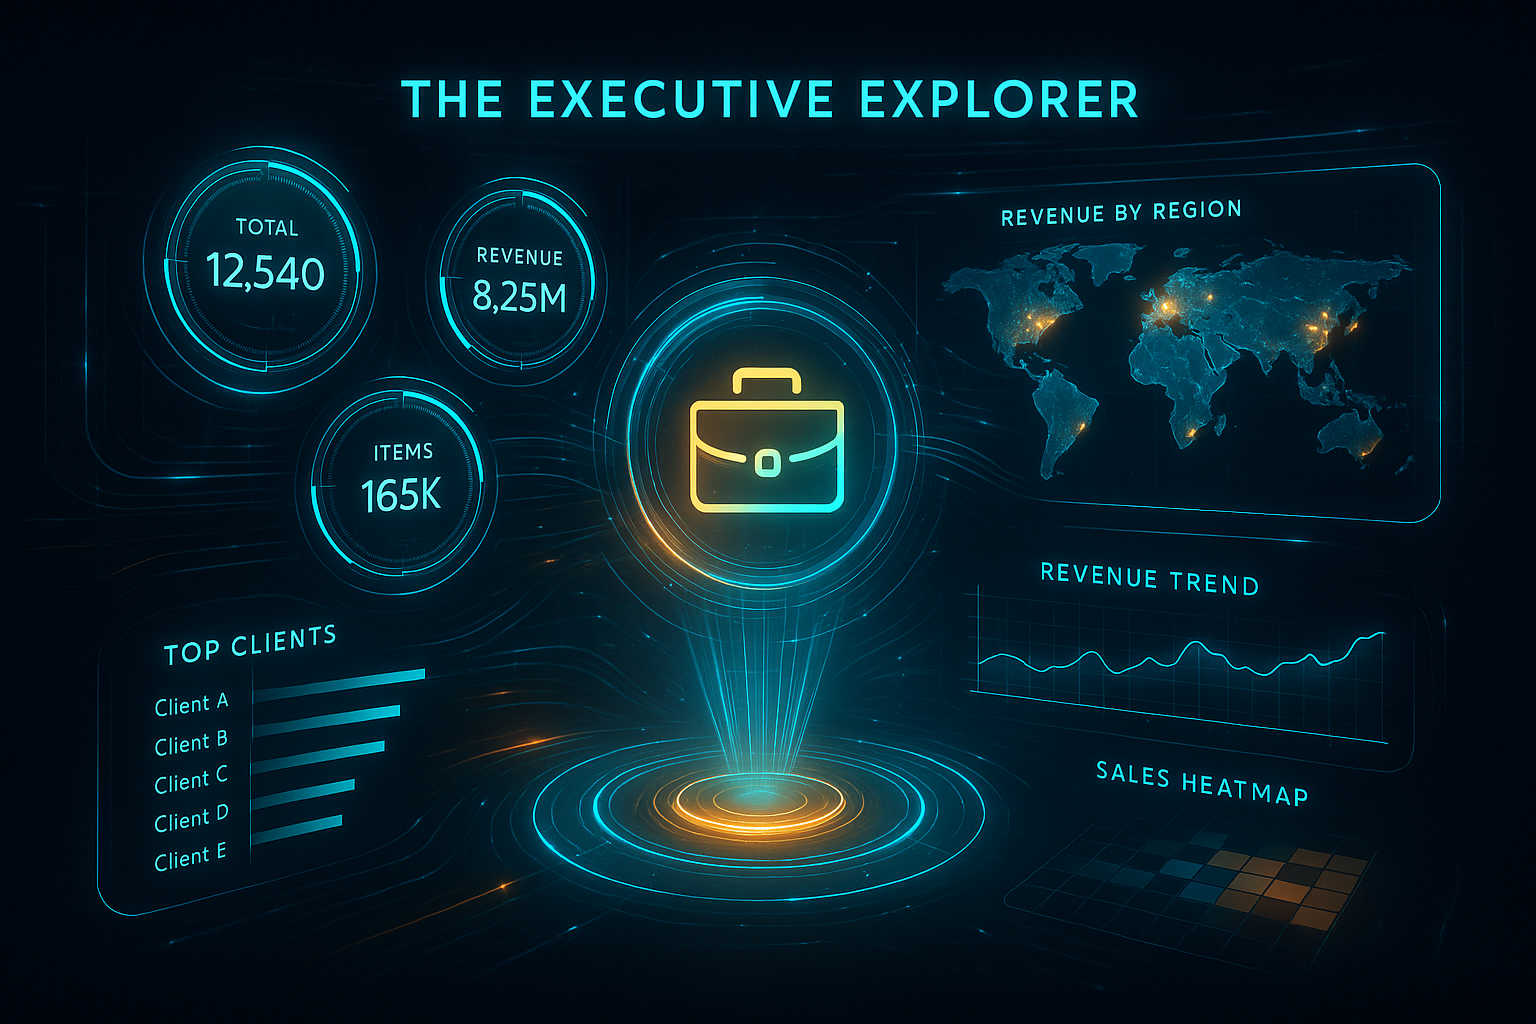 THE EXECUTIVE EXPLORER
TOTAL
12,540
REVENUE
8,25M
ITEMS
165K
REVENUE BY REGION
REVENUE TREND
TOP CLIENTS
Client A
Client B
Client C
Client D
Client E
SALES HEATMAP